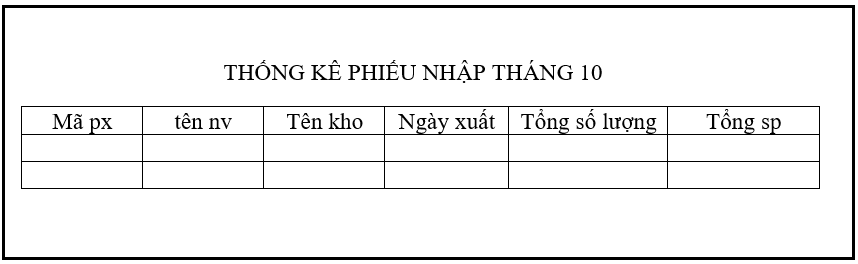 THỐNG KÊ PHIẾU NHẬP THÁNG 10
Mã px tên nv Tên kho Ngày xuất Tổng số lượng Tổng sp